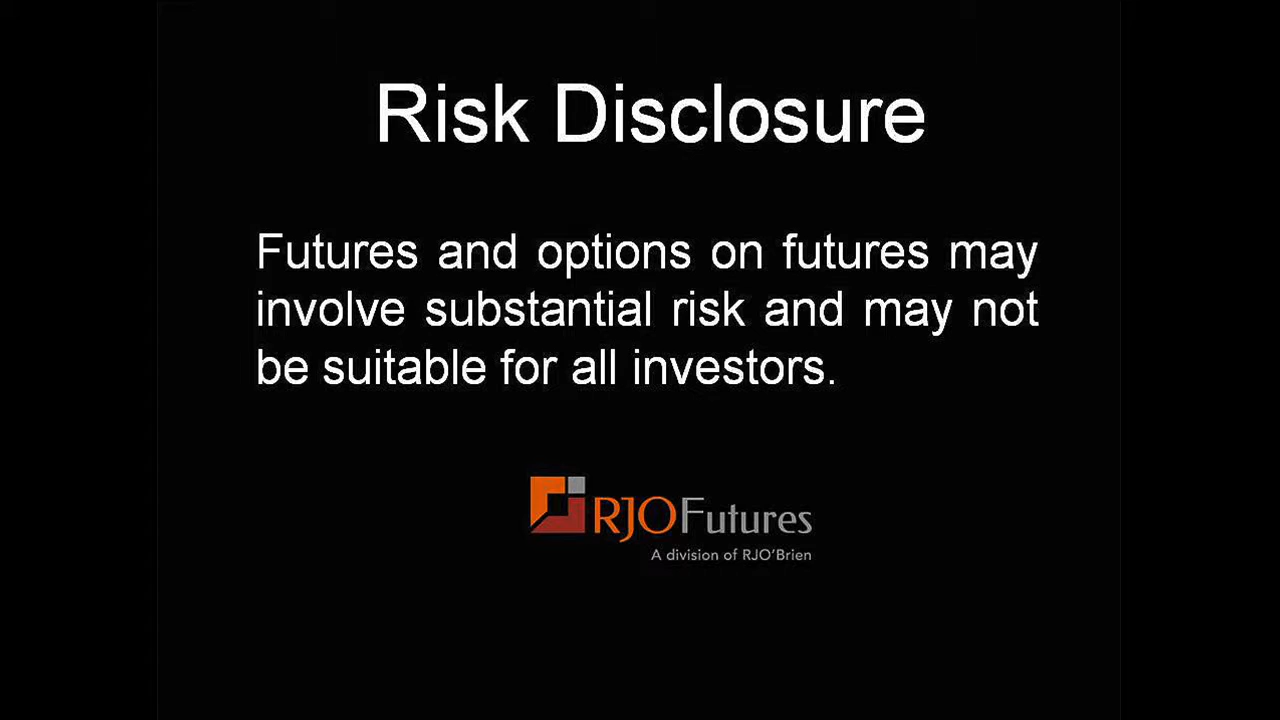 Risk Disclosure
Futures and options on futures may
involve substantial risk and may not
be suitable for all investors.
RJOFutures
A division of RJO'Brien